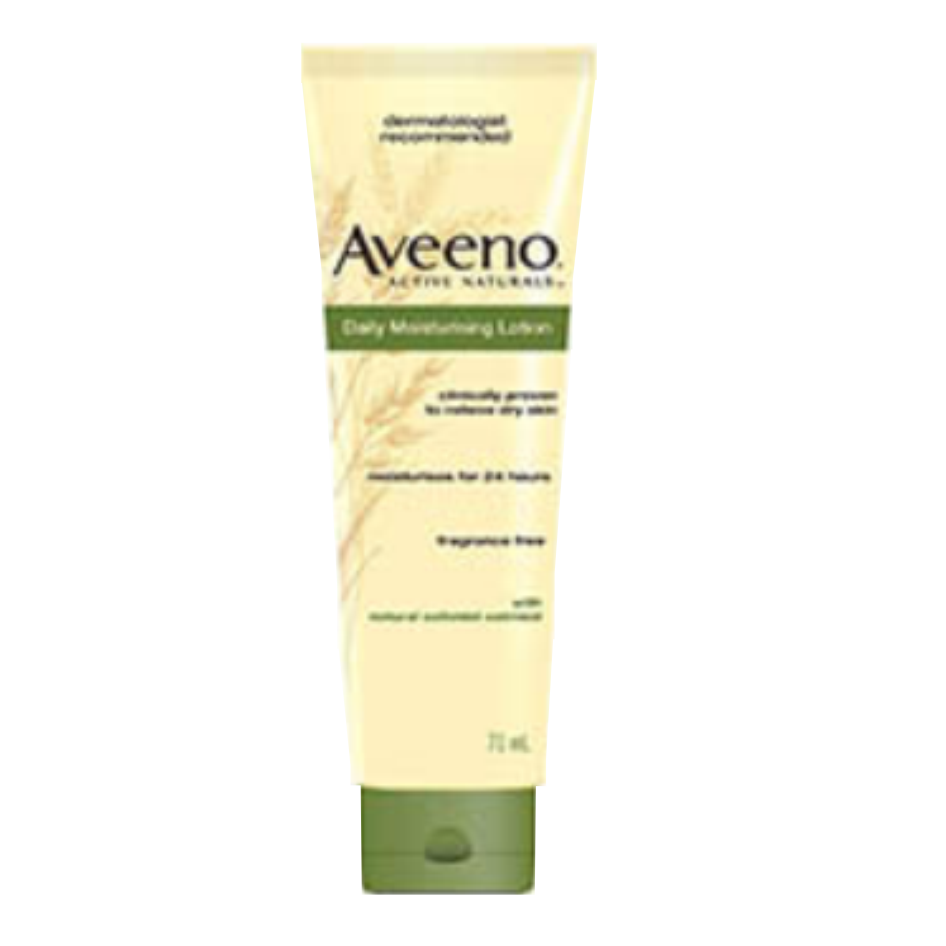 dermatologist
recommended
Aveeno
ACTIVE NATURALS
Daily Moisturising Lotion
clinically proven
to relieve dry skin
moisturises for 24 hours
fragrance free
with
natural colloidal oatmeal
71 mL